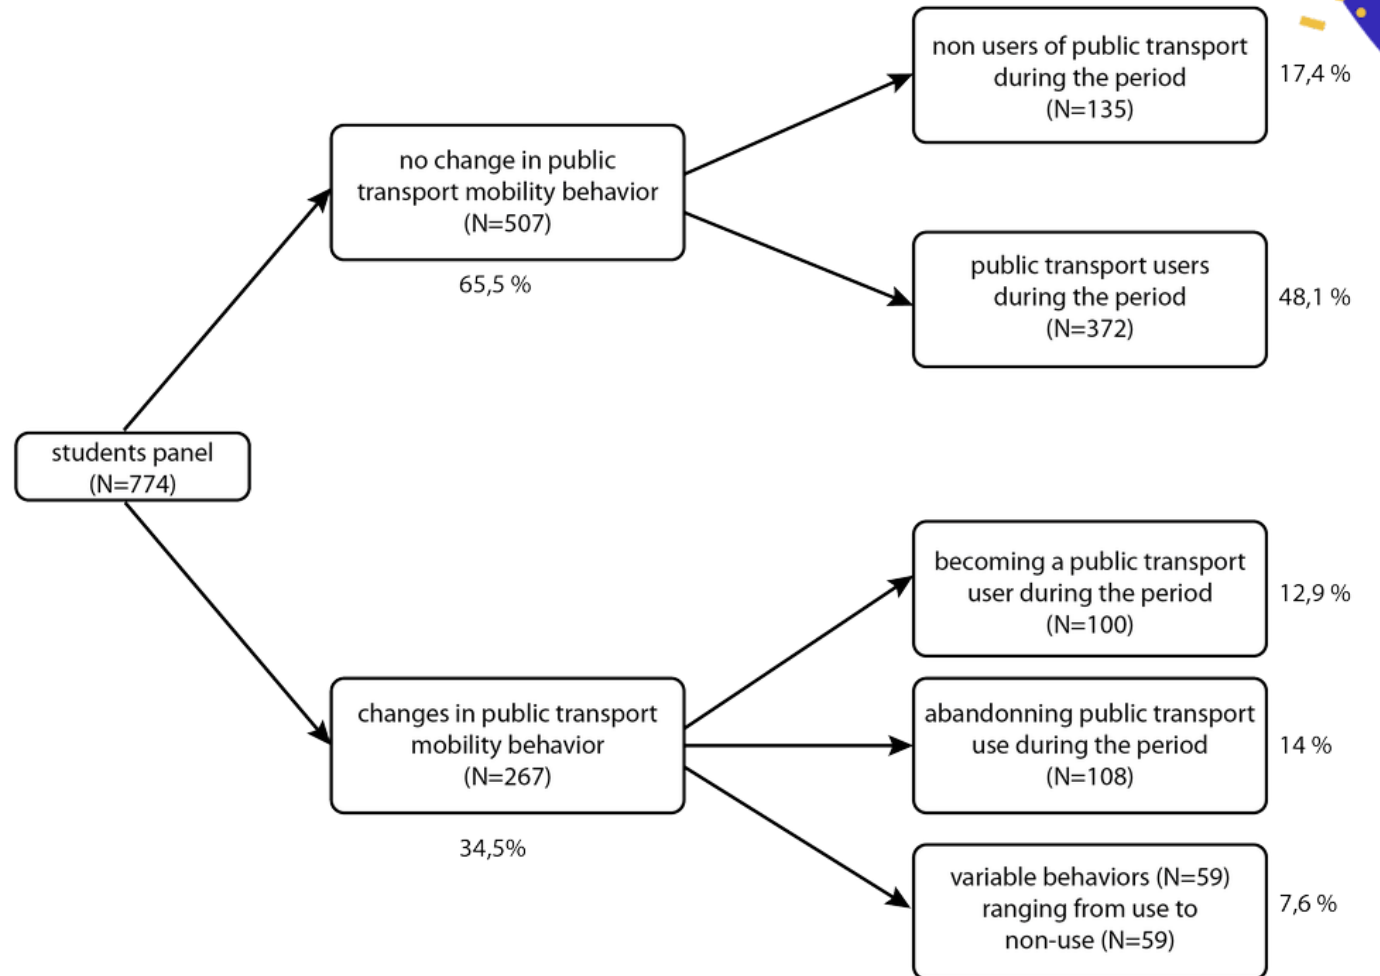 non users of public transport
during the period
(N=135)
17,4 %
no change in public
transport mobility behavior
(N=507)
65,5 %
public transport users
during the period
(N=372)
48,1 %
students panel
(N=774)
becoming a public transport
user during the period
(N=100)
12,9 %
changes in public transport
mobility behavior
(N=267)
34,5%
abandonning public transport
use during the period
(N=108)
14 %
variable behaviors (N=59)
ranging from use to
non-use (N=59)
7,6 %